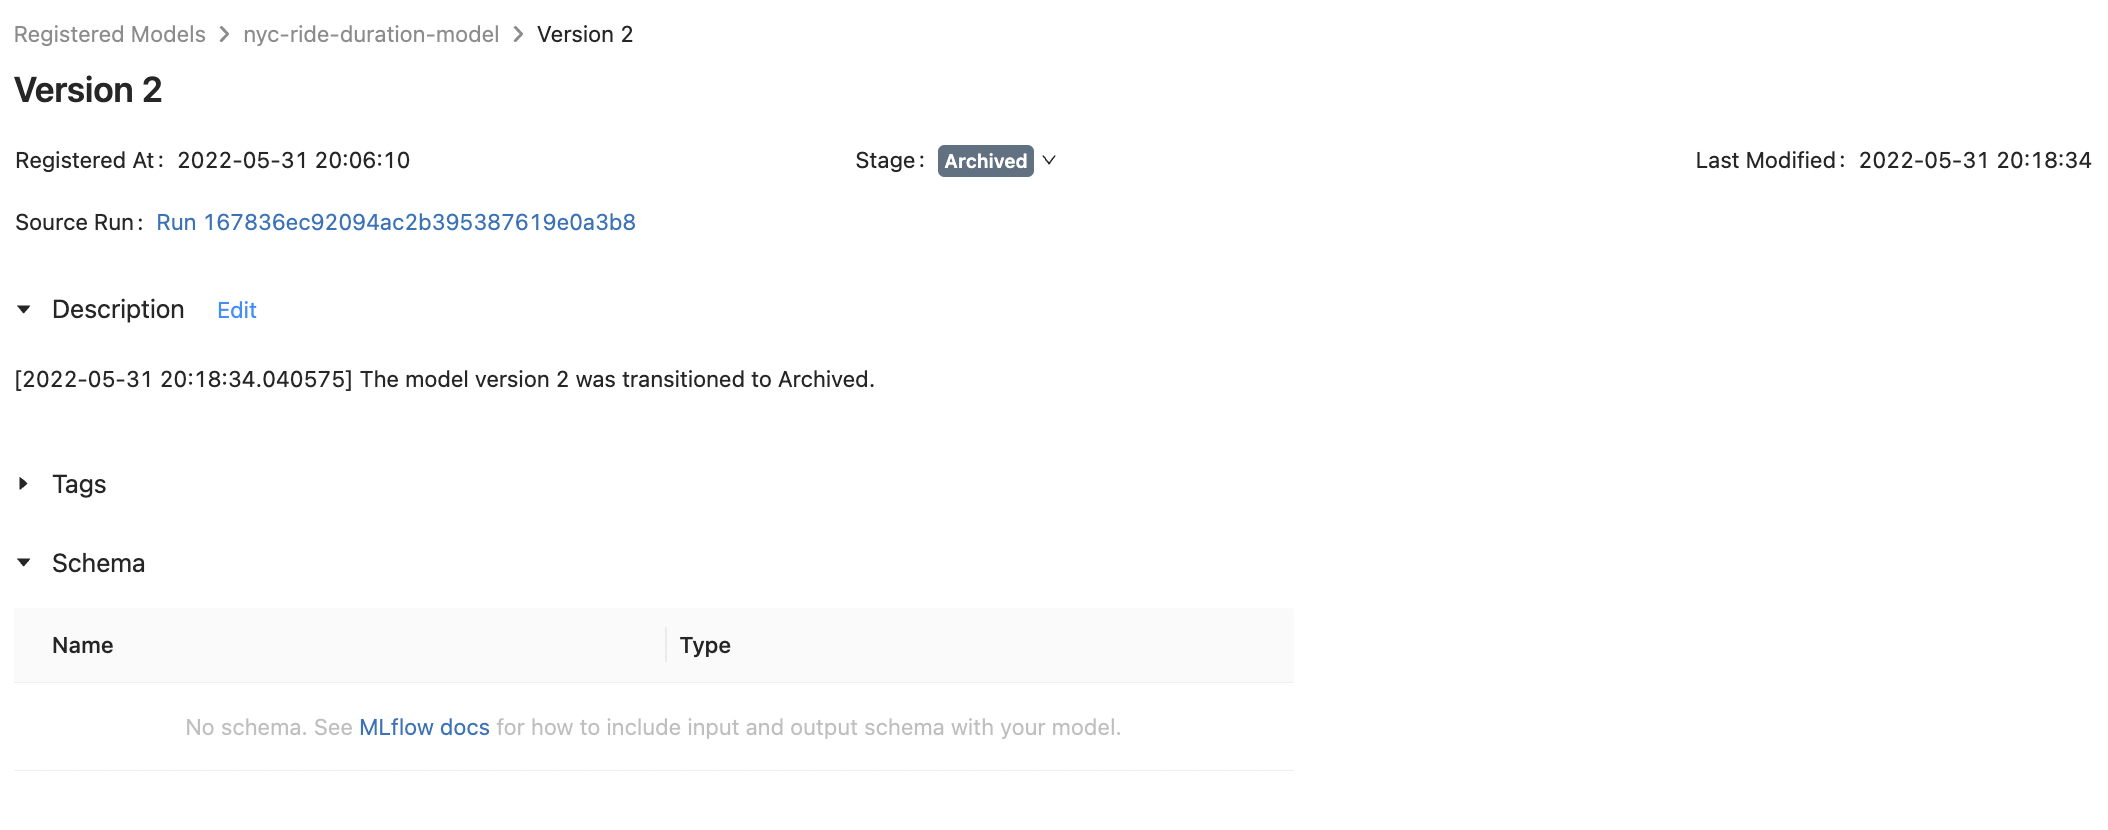 Registered Models > nyc-ride-duration-model > Version 2
Version 2
Registered At: 2022-05-31 20:06:10 Stage: Archived Last Modified: 2022-05-31 20:18:34
Source Run: Run 167836ec92094ac2b395387619e0a3b8
Description Edit
[2022-05-31 20:18:34.040575] The model version 2 was transitioned to Archived.
Tags
Schema
Name Type
No schema. See MLflow docs for how to include input and output schema with your model.